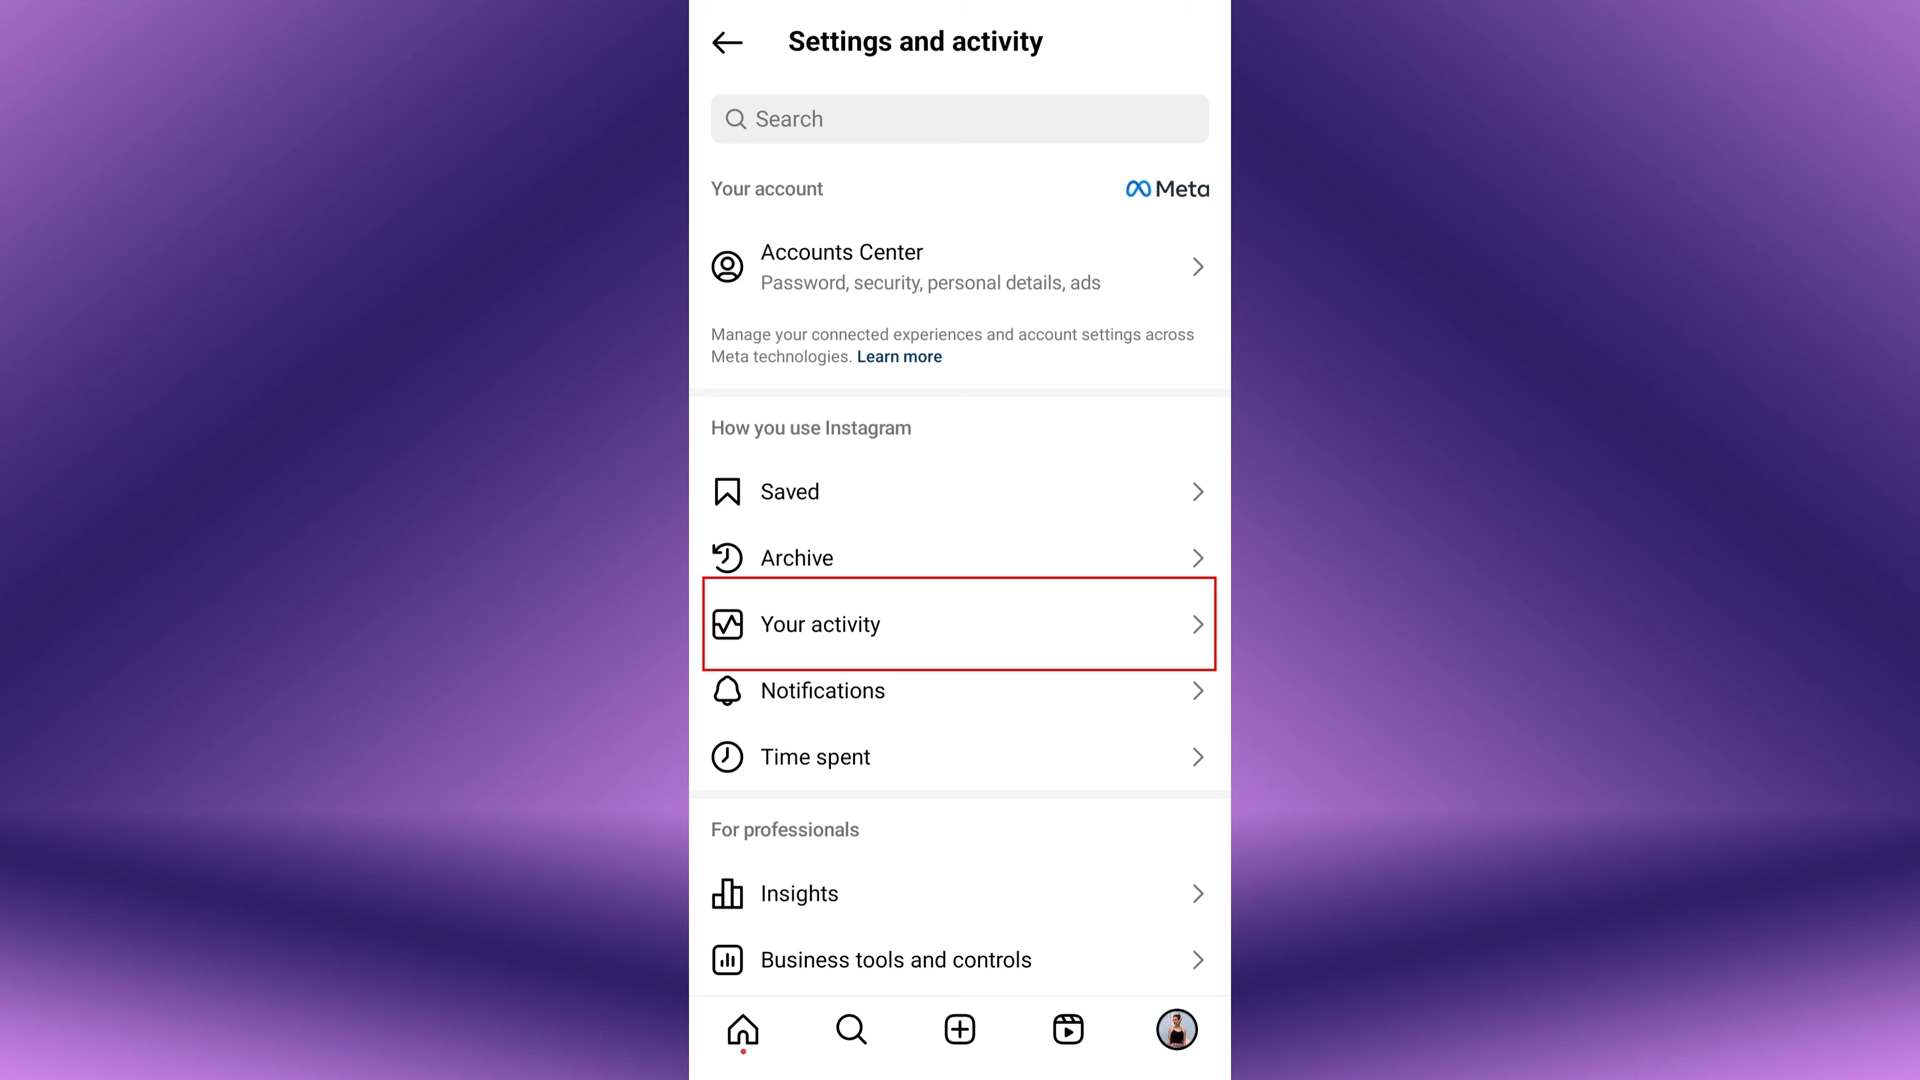 Settings and activity
Search
Your account
Meta
Accounts Center
Password, security, personal details, ads
Manage your connected experiences and account settings across
Meta technologies. Learn more
How you use Instagram
Saved
Archive
Your activity
Notifications
Time spent
For professionals
Insights
Business tools and controls